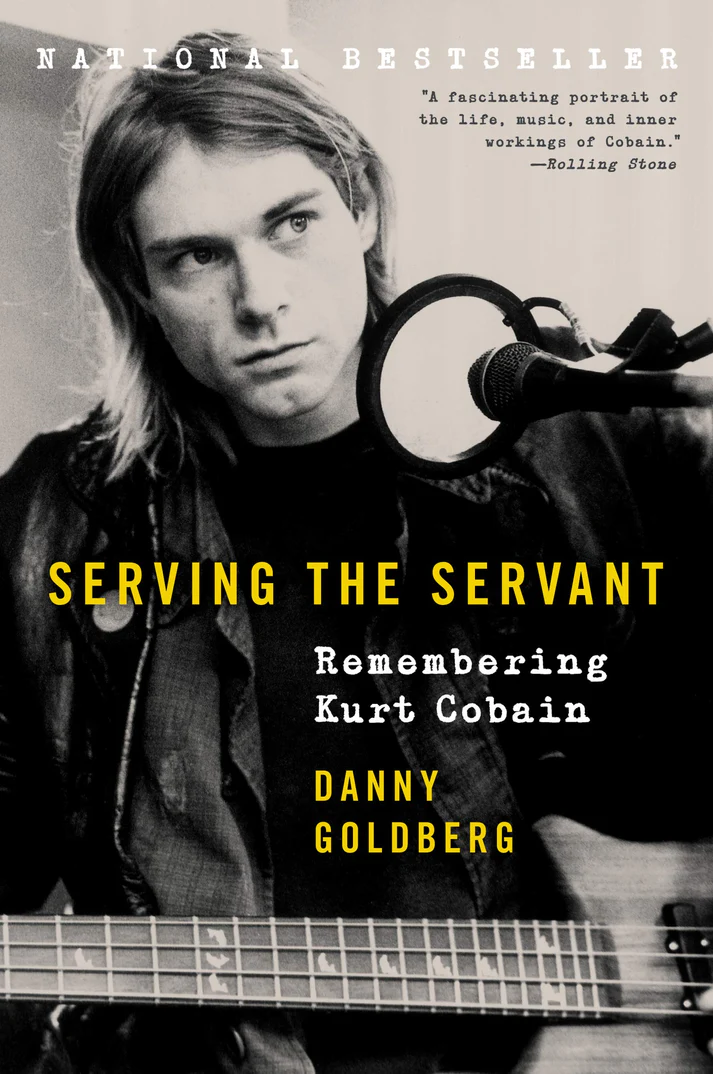 NATIONAL BESTSELLER
"A fascinating portrait of
the life, music, and inner
workings of Cobain."
—Rolling Stone
SERVING THE SERVANT
Remembering
Kurt Cobain
DANNY
GOLDBERG